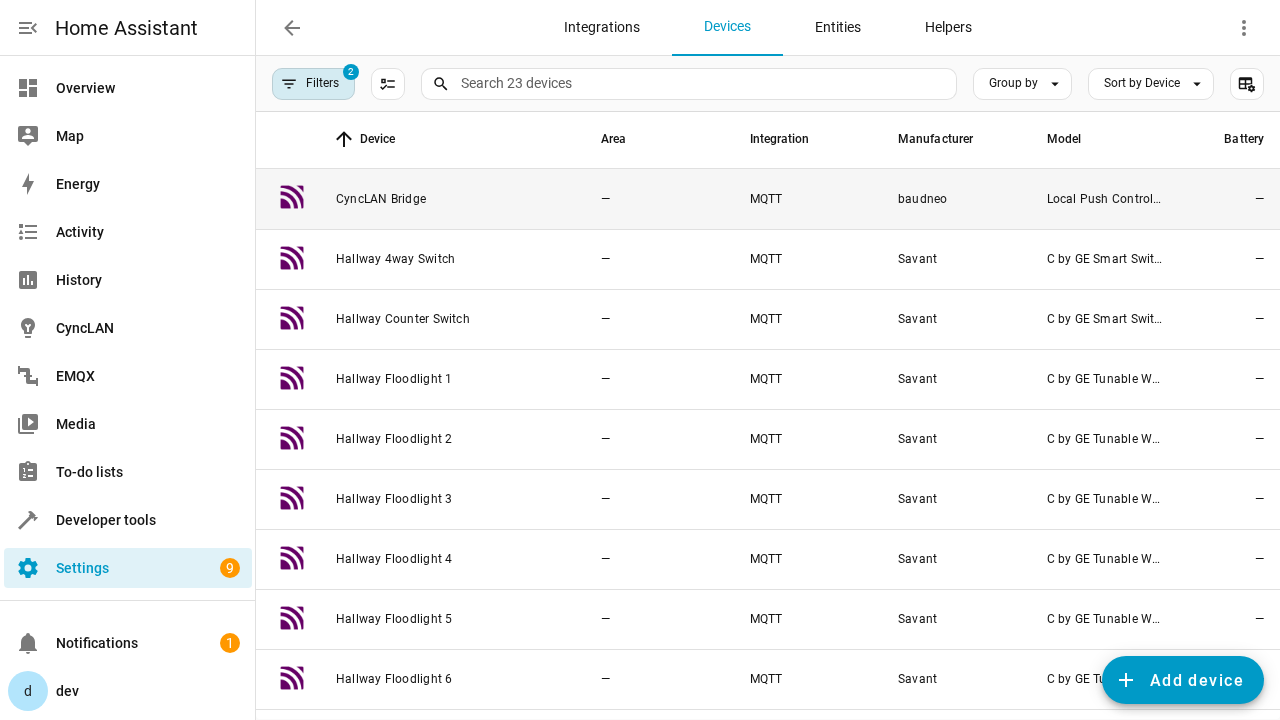 Home Assistant
Integrations Devices Entities Helpers
Filters 2 Search 23 devices Group by Sort by Device
Overview
Map
Energy
Activity
History
CyncLAN
EMQX
Media
To-do lists
Developer tools
Settings 9
Notifications 1
d dev
Device Area Integration Manufacturer Model Battery
CyncLAN Bridge — MQTT baudneo Local Push Control... —
Hallway 4way Switch — MQTT Savant C by GE Smart Swit... —
Hallway Counter Switch — MQTT Savant C by GE Smart Swit... —
Hallway Floodlight 1 — MQTT Savant C by GE Tunable W... —
Hallway Floodlight 2 — MQTT Savant C by GE Tunable W... —
Hallway Floodlight 3 — MQTT Savant C by GE Tunable W... —
Hallway Floodlight 4 — MQTT Savant C by GE Tunable W... —
Hallway Floodlight 5 — MQTT Savant C by GE Tunable W... —
Hallway Floodlight 6 — MQTT Savant C by GE
Add device